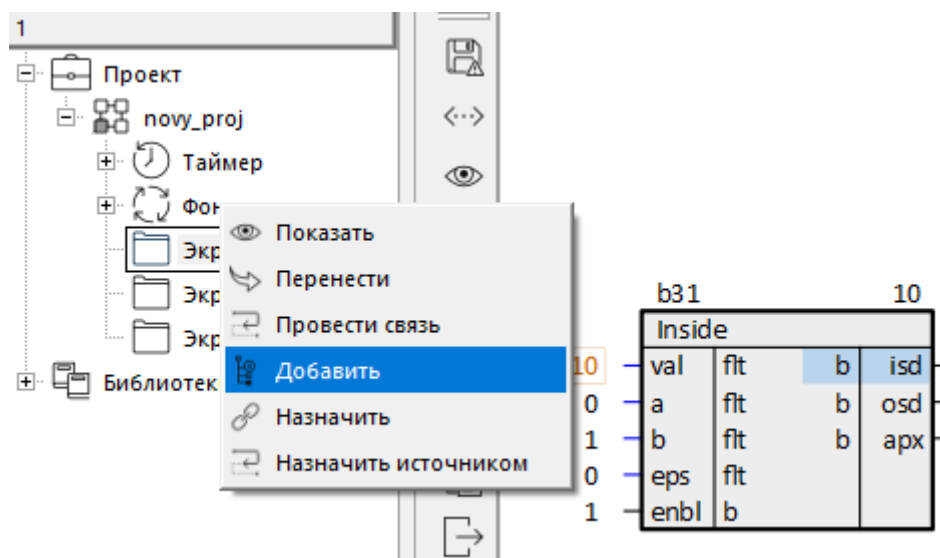 1
Проект
novy_proj
Таймер
Фон
Экр
Показать
Перенести
Экр
Провести связь
Экр
Добавить
Библиотек
Назначить
Назначить источником
b31 10
Inside
10 val flt b isd
0 a flt b osd
1 b flt b apx
0 eps flt
1 enbl b